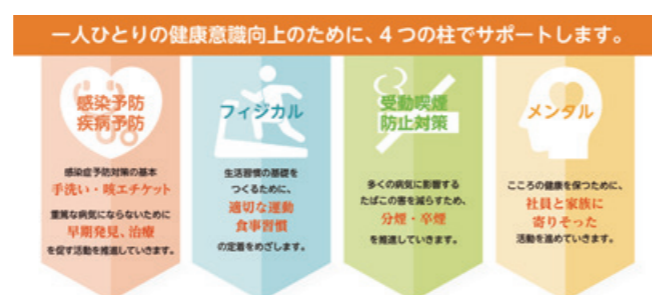 一人ひとりの健康意識向上のために、4つの柱でサポートします。
感染予防
疾病予防
感染症予防対策の基本
手洗い・咳エチケット
重篤な病気にならないために
早期発見、治療
を促す活動を推進していきます。
フィジカル
生活習慣の基礎を
つくるために、
適切な運動
食事習慣
の定着をめざします。
受動喫煙
防止対策
多くの病気に影響する
たばこの害を減らすため、
分煙・卒煙
を推進していきます。
メンタル
こころの健康を保つために、
社員と家族に
寄りそった
活動を進めていきます。